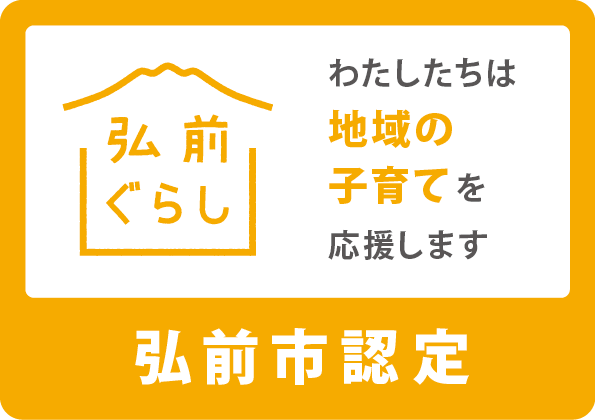 弘前
ぐらし
わたしたちは
地域の
子育てを
応援します
弘前市認定